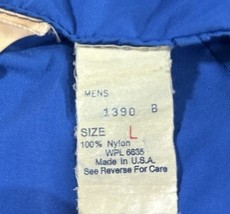 MENS
1390 B
SIZE L
100% Nylon
WPL 6635
Made in U.S.A.
See Reverse For Care